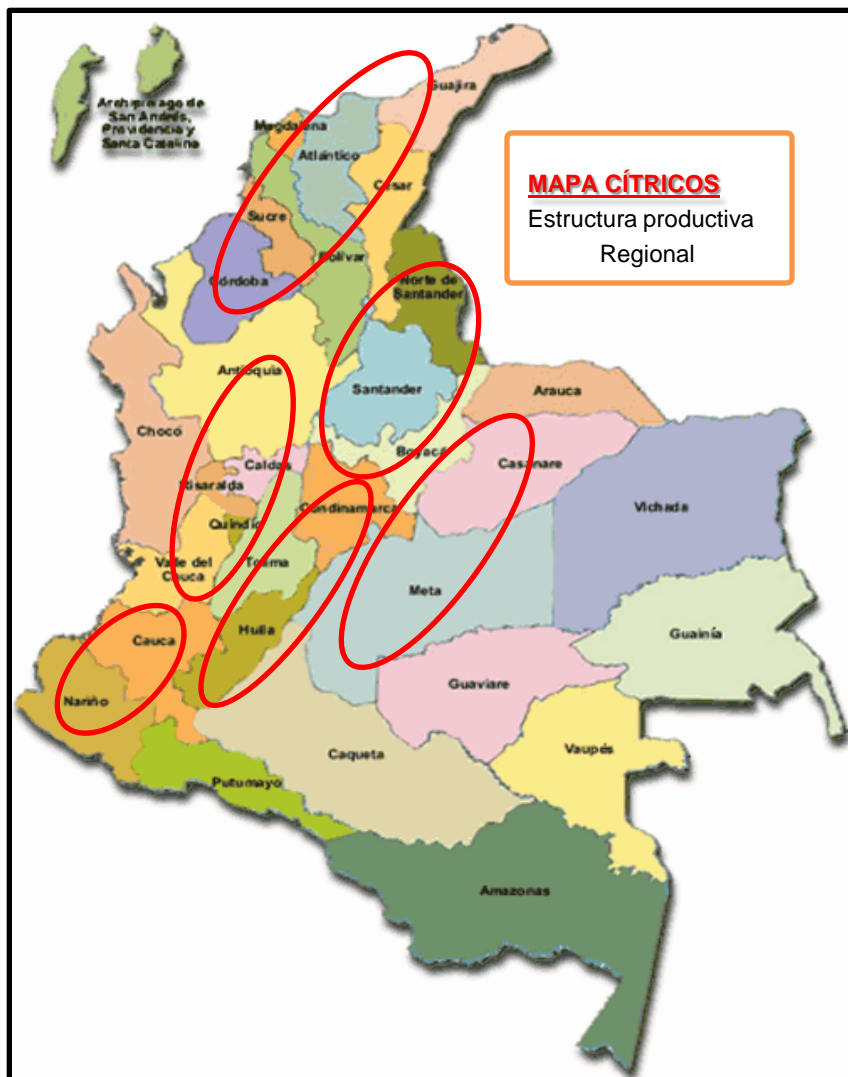 Guajira
Archipielago de
San Andrés,
Providencia y
Santa Catalina
Magdalena
Atlántico
Cesar
MAPA CÍTRICOS
Estructura productiva
Regional
Sucre
Bolívar
Córdoba
Norte de
Santander
Antioquia
Santander
Arauca
Chocó
Boyacá
Caldas
Casanare
Risaralda
Cundinamarca
Vichada
Quindío
Valle del
Cauca
Tolima
Meta
Cauca
Huila
Guainía
Guaviare
Nariño
Caqueta
Vaupés
Putumayo
Amazonas